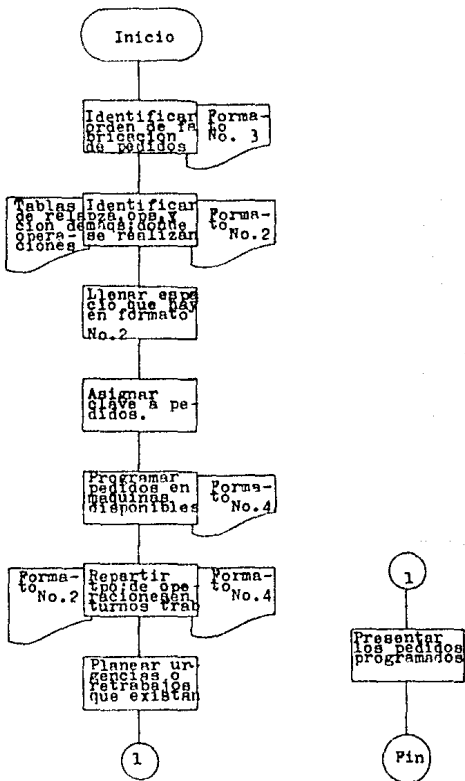 Inicio
Identificar
orden de fa
bricacion
de pedidos
Forma-
to
No. 3
Tablas
de rela
cion de
opera-
ciones
Identificar
pza,ops,y
maqs;donde
se realizan
Forma-
to
No.2
Llenar espa
cio que hay
en formato
No.2
Asignar
clave a pe-
didos.
Programar
pedidos en
maquinas
disponibles
Forma-
to
No.4
Forma-
to
No.2
Repartir
tpo;de ope
raciones en
turnos trab
Forma-
to
No.4
Planear ur-
gencias o
retrabajos
que existan
1
1
Presentar
los pedidos
programados
Fin